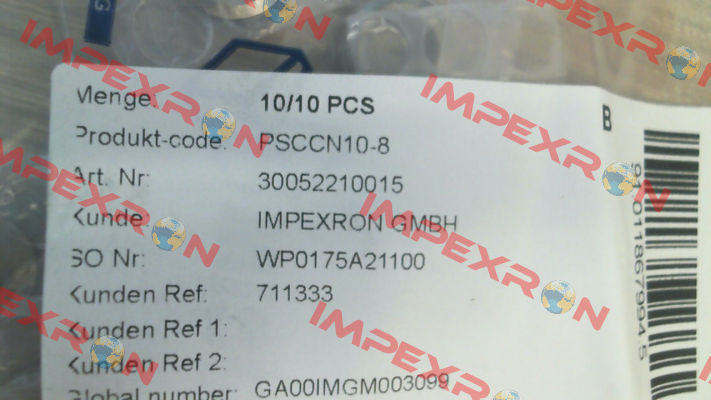 Menge 10/10 PCS
B
Produkt-code: PSCCN10-8
Art. Nr: 30052210015
Kunde IMPEXRON GMBH
SO Nr: WP0175A21100
Kunden Ref: 711333
Kunden Ref 1:
Kunden Ref 2:
Global number: GA00IMGM003099
IMPEXRON
IMPEXRON
IMPEXRON
IMPEXRON
IMPEXRON
IMPEXRON